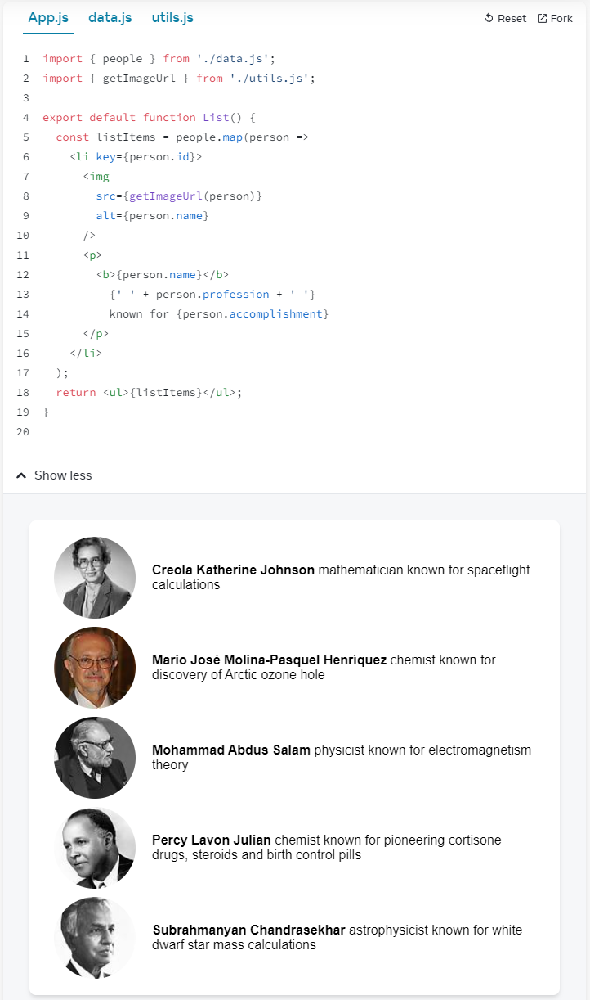 App.js data.js utils.js Reset Fork
1 import { people } from './data.js';
2 import { getImageUrl } from './utils.js';
3
4 export default function List() {
5   const listItems = people.map(person =>
6     <li key={person.id}>
7       <img
8         src={getImageUrl(person)}
9         alt={person.name}
10       />
11       <p>
12         <b>{person.name}</b>
13           {' ' + person.profession + ' '}
14           known for {person.accomplishment}
15       </p>
16     </li>
17   );
18   return <ul>{listItems}</ul>;
19 }
20
Show less
Creola Katherine Johnson mathematician known for spaceflight
calculations
Mario José Molina-Pasquel Henríquez chemist known for
discovery of Arctic ozone hole
Mohammad Abdus Salam physicist known for electromagnetism
theory
Percy Lavon Julian chemist known for pioneering cortisone
drugs, steroids and birth control pills
Subrahmanyan Chandrasekhar astrophysicist known for white
dwarf star mass calculations